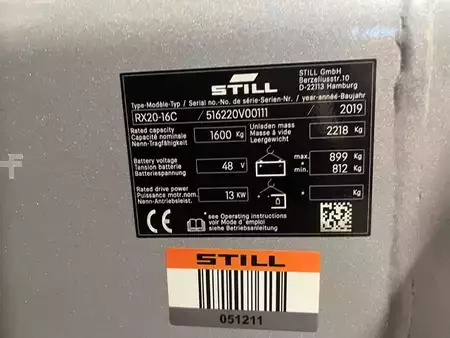 STILL
STILL
STILL GmbH
Berzeliusstr.10
D-22113 Hamburg
Type-Modèle-Typ / Serial no.-No. de série-Serien-Nr. / year-année-Baujahr
RX20-16C / 516220V00111 / 2019
Rated capacity
Capacité nominale
Nenn-Tragfähigkeit
1600 Kg
Unladen mass
Masse à vide
Leergewicht
2218 Kg
Battery voltage
Tension batterie
Batteriespannung
48 V
max. 899 Kg
* min. 812 Kg
Rated drive power
Puissance motr.nom.
Nenn-Antriebsleist.
13 KW
* Kg
CE
*see Operating instructions
voir Mode d´emploi
siehe Betriebsanleitung
STILL
051211